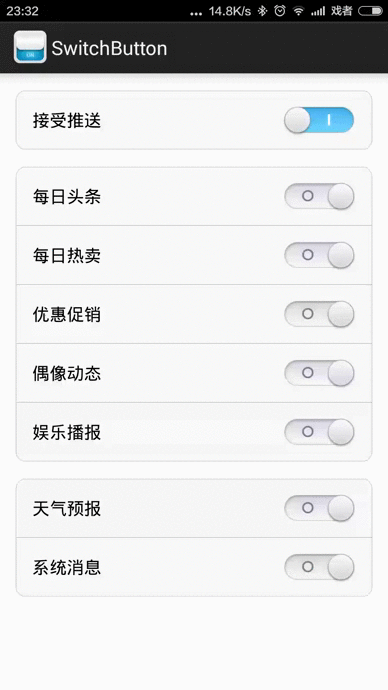 23:32 ... 14.8K/s 戏者
SwitchButton
接受推送
每日头条
每日热卖
优惠促销
偶像动态
娱乐播报
天气预报
系统消息